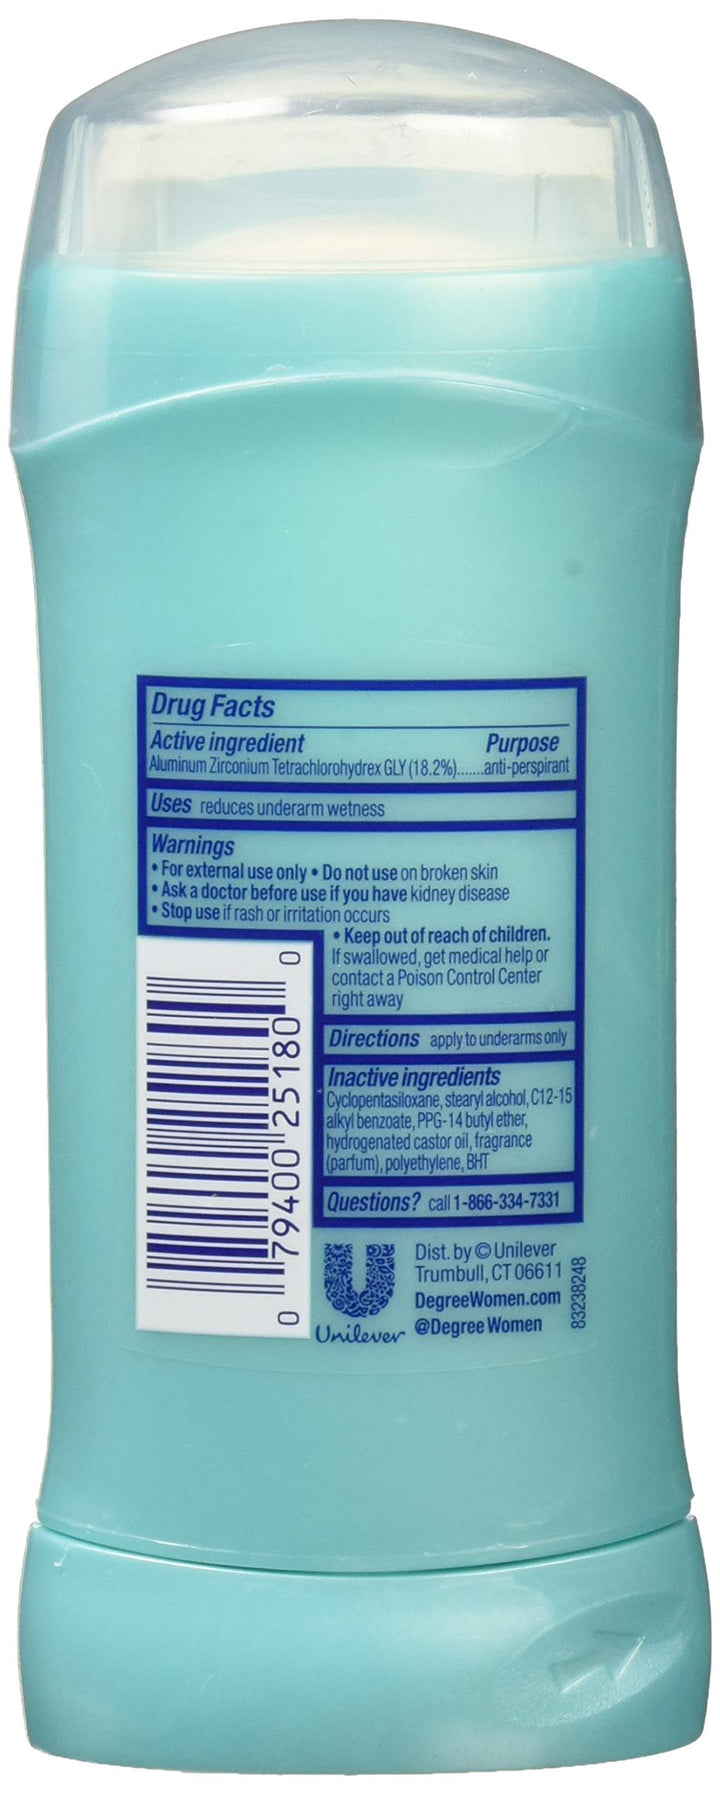 Drug Facts
Active ingredient Purpose
Aluminum Zirconium Tetrachlorohydrex GLY (18.2%).......anti-perspirant
Uses reduces underarm wetness
Warnings
• For external use only • Do not use on broken skin
• Ask a doctor before use if you have kidney disease
• Stop use if rash or irritation occurs
• Keep out of reach of children.
If swallowed, get medical help or
contact a Poison Control Center
right away
Directions apply to underarms only
Inactive ingredients
Cyclopentasiloxane, stearyl alcohol, C12-15
alkyl benzoate, PPG-14 butyl ether,
hydrogenated castor oil, fragrance
(parfum), polyethylene, BHT
Questions? call 1-866-334-7331
0 79400 25180 0
Unilever
Dist. by © Unilever
Trumbull, CT 06611
DegreeWomen.com
@DegreeWomen
83238248